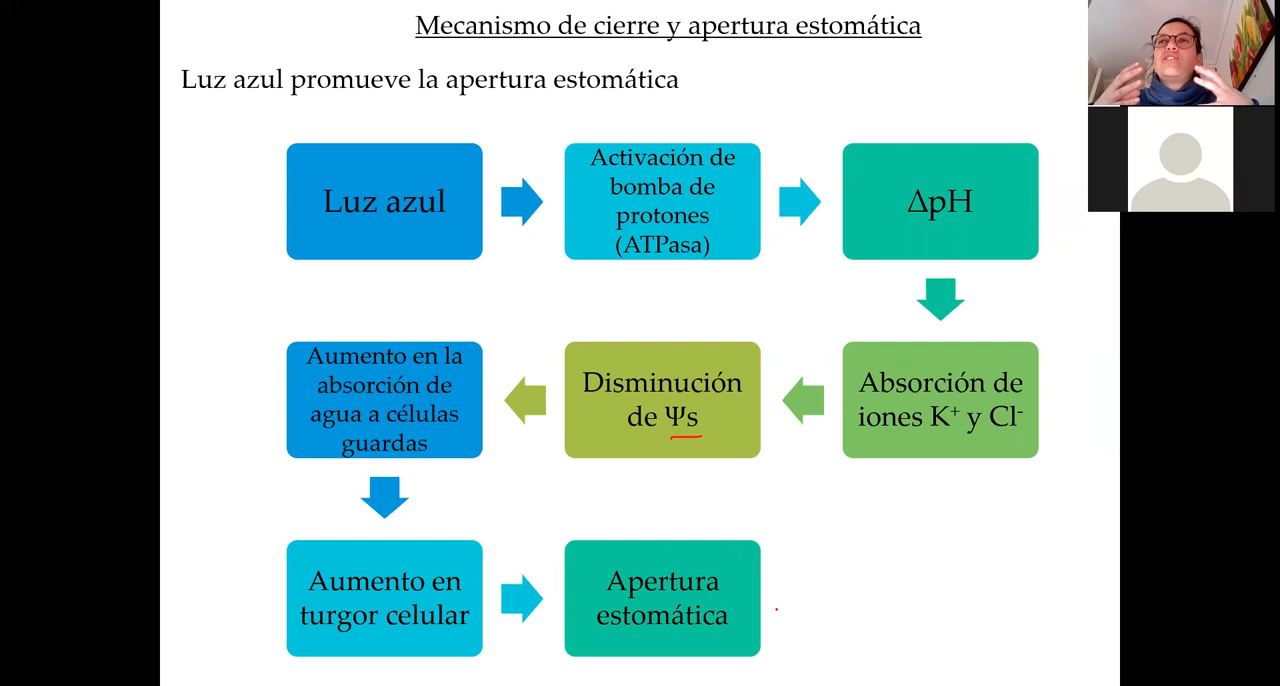 Mecanismo de cierre y apertura estomática
Luz azul promueve la apertura estomática
Luz azul
Activación de
bomba de
protones
(ATPasa)
ΔpH
Absorción de
iones K⁺ y Cl⁻
Disminución
de Ψs
Aumento en la
absorción de
agua a células
guardas
Aumento en
turgor celular
Apertura
estomática